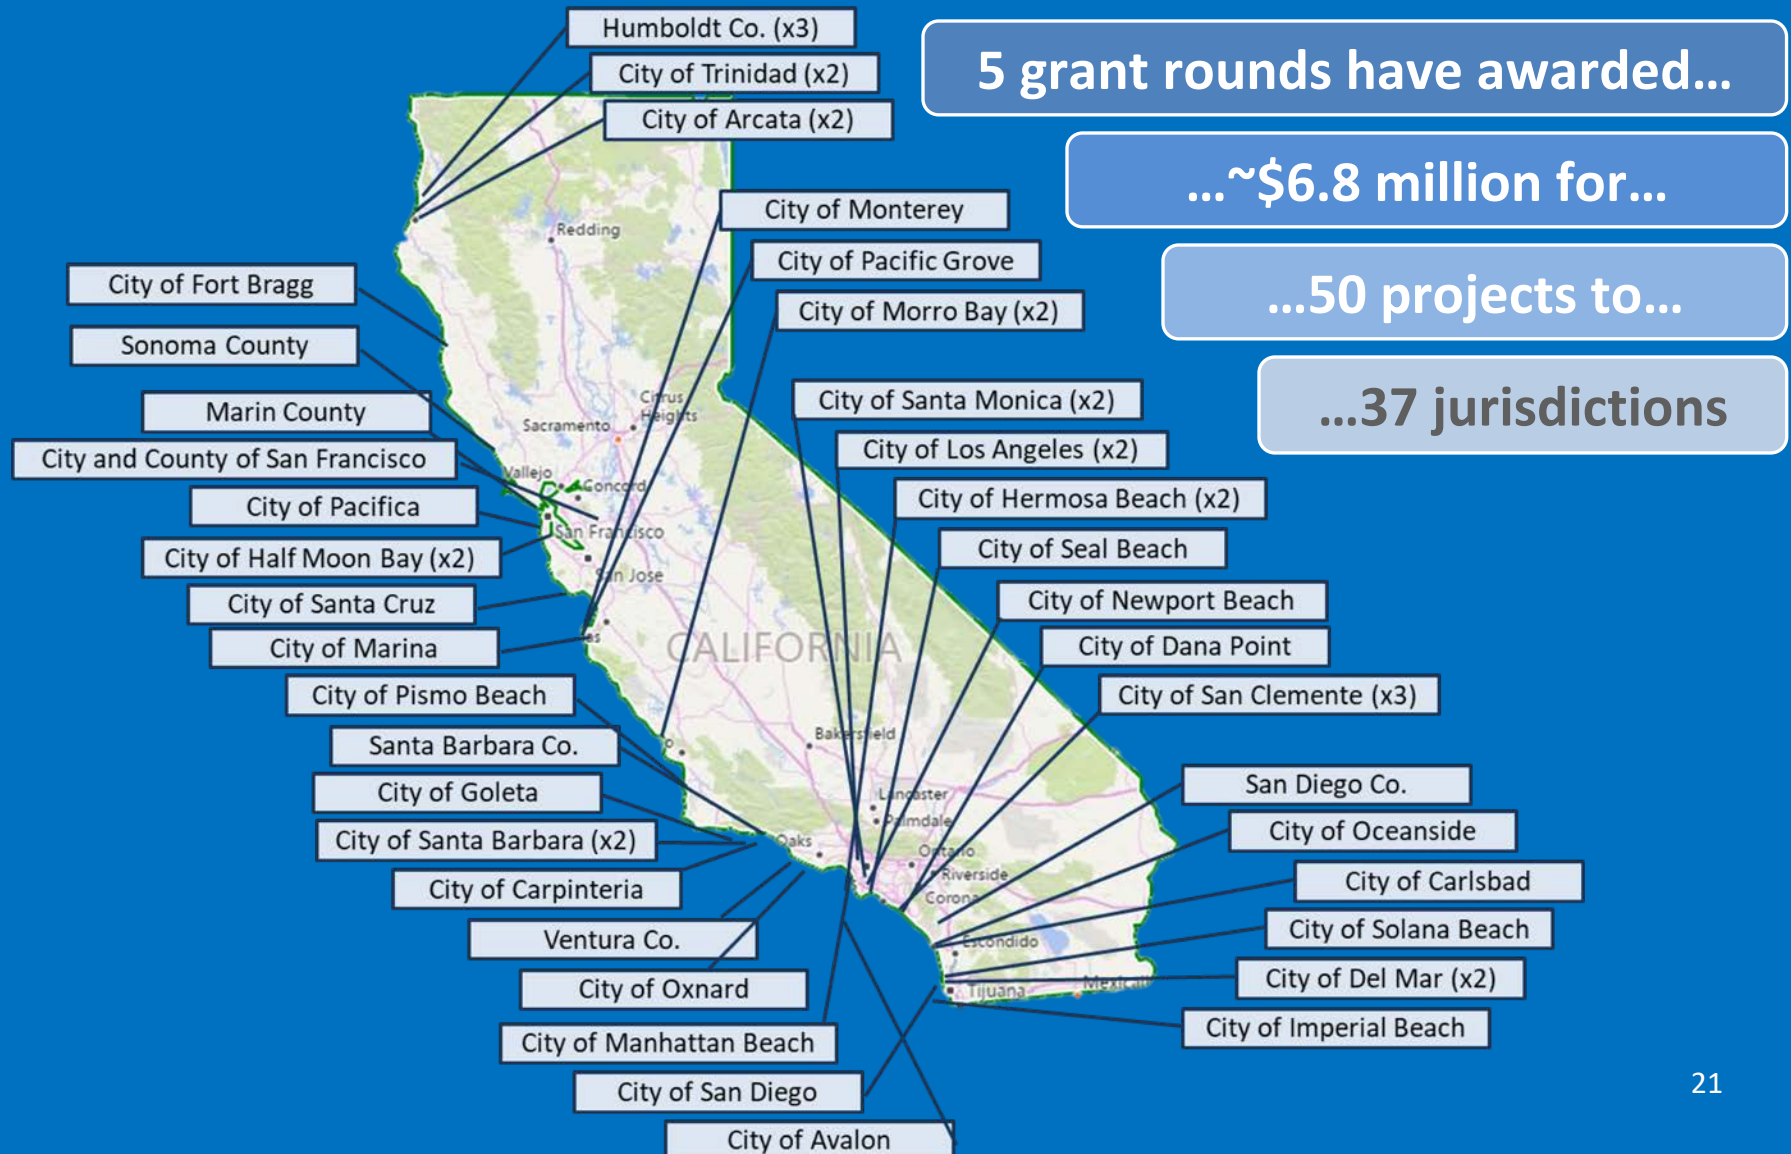 Humboldt Co. (x3)
City of Trinidad (x2)
City of Arcata (x2)
5 grant rounds have awarded…
…~$6.8 million for…
…50 projects to…
…37 jurisdictions
City of Monterey
City of Pacific Grove
City of Morro Bay (x2)
City of Fort Bragg
Sonoma County
Marin County
City and County of San Francisco
City of Pacifica
City of Half Moon Bay (x2)
City of Santa Cruz
City of Marina
City of Pismo Beach
Santa Barbara Co.
City of Goleta
City of Santa Barbara (x2)
City of Carpinteria
Ventura Co.
City of Oxnard
City of Manhattan Beach
City of San Diego
City of Avalon
City of Santa Monica (x2)
City of Los Angeles (x2)
City of Hermosa Beach (x2)
City of Seal Beach
City of Newport Beach
City of Dana Point
City of San Clemente (x3)
San Diego Co.
City of Oceanside
City of Carlsbad
City of Solana Beach
City of Del Mar (x2)
City of Imperial Beach
Redding
Citrus
Heights
Sacramento
Vallejo
Concord
San Francisco
San Jose
CALIFORNIA
Bakersfield
Lancaster
Palmdale
Oaks
Ontario
Riverside
Corona
Escondido
Tijuana
Mexicali
21